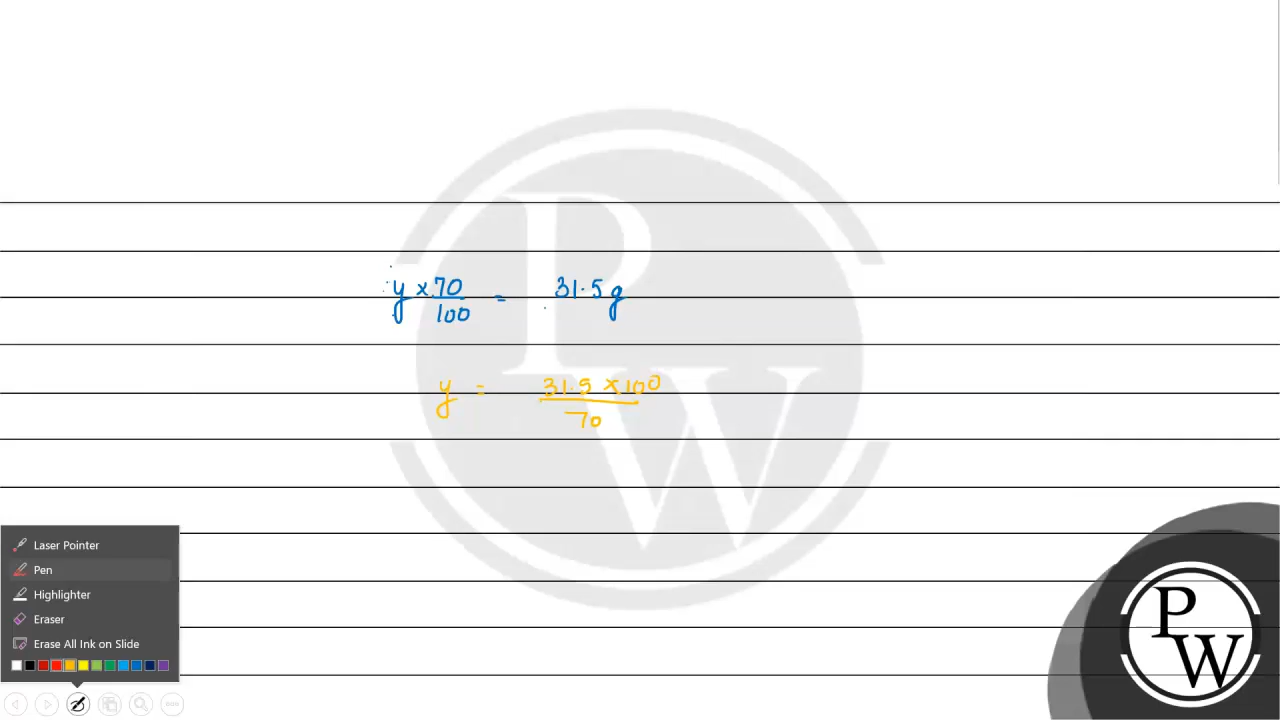 y × 70
100
= 31.5 g
y = 31.5 × 100
70
Laser Pointer
Pen
Highlighter
Eraser
Erase All Ink on Slide
P
W
P
W